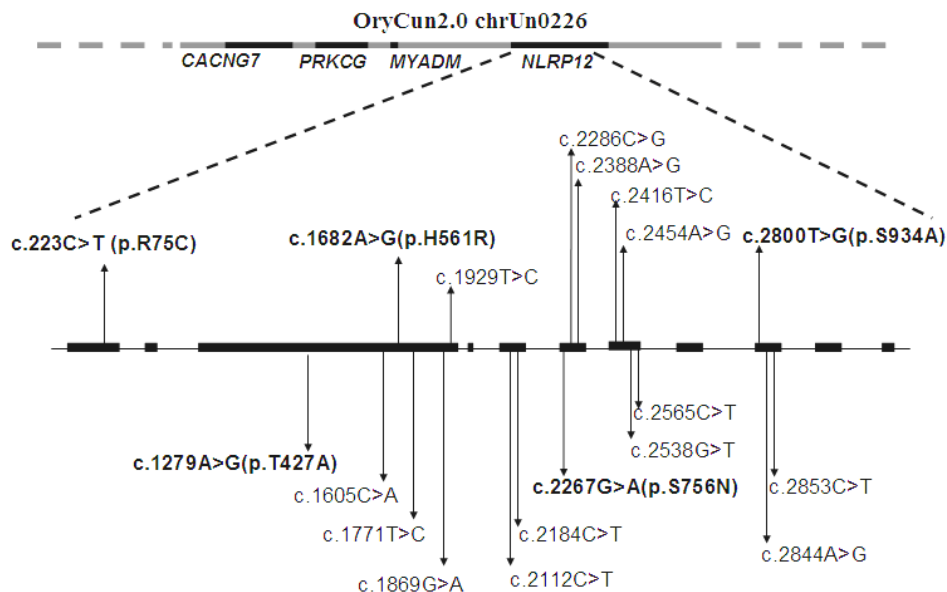 OryCun2.0 chrUn0226
CACNG7 PRKCG MYADM NLRP12
c.2286C>G
c.2388A>G
c.2416T>C
c.2454A>G
c.223C>T (p.R75C)
c.1682A>G(p.H561R)
c.2800T>G(p.S934A)
c.1929T>C
c.2565C>T
c.2538G>T
c.1279A>G(p.T427A)
c.2267G>A(p.S756N)
c.2853C>T
c.1605C>A
c.1771T>C
c.2184C>T
c.2844A>G
c.1869G>A
c.2112C>T